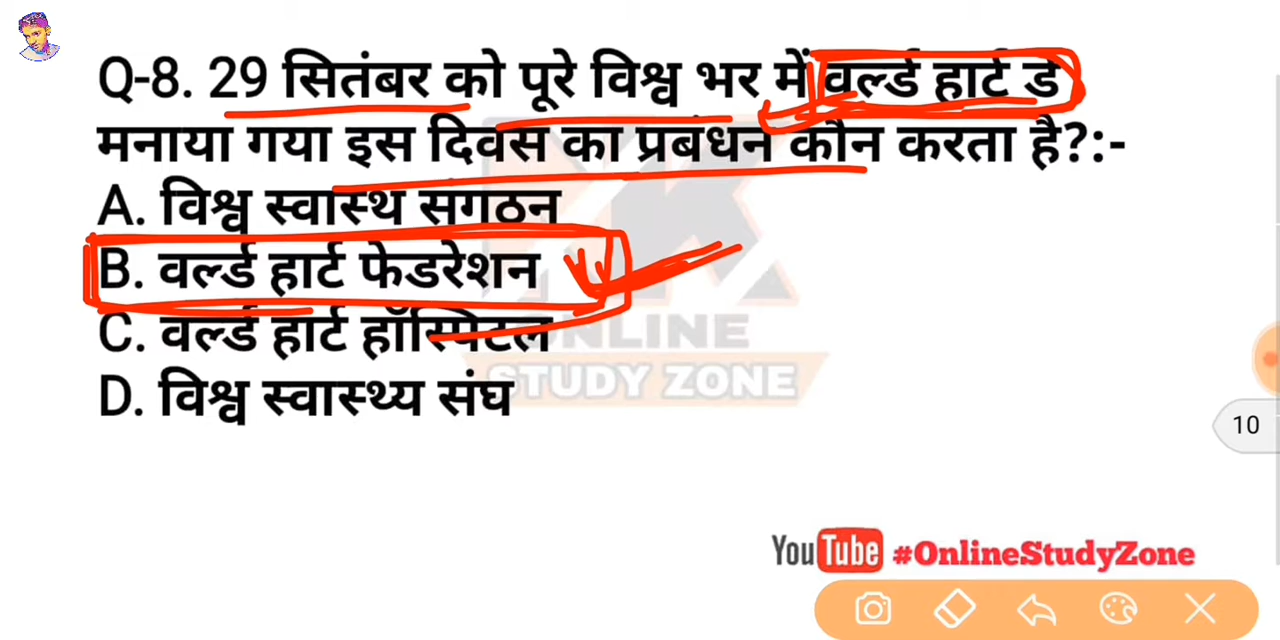 Q-8. 29 सितंबर को पूरे विश्व भर में वर्ल्ड हार्ट डे
मनाया गया इस दिवस का प्रबंधन कौन करता है?:-
A. विश्व स्वास्थ संगठन
B. वर्ल्ड हार्ट फेडरेशन
C. वर्ल्ड हार्ट हॉस्पिटल
D. विश्व स्वास्थ्य संघ
ONLINE
STUDY ZONE
10
YouTube #OnlineStudyZone